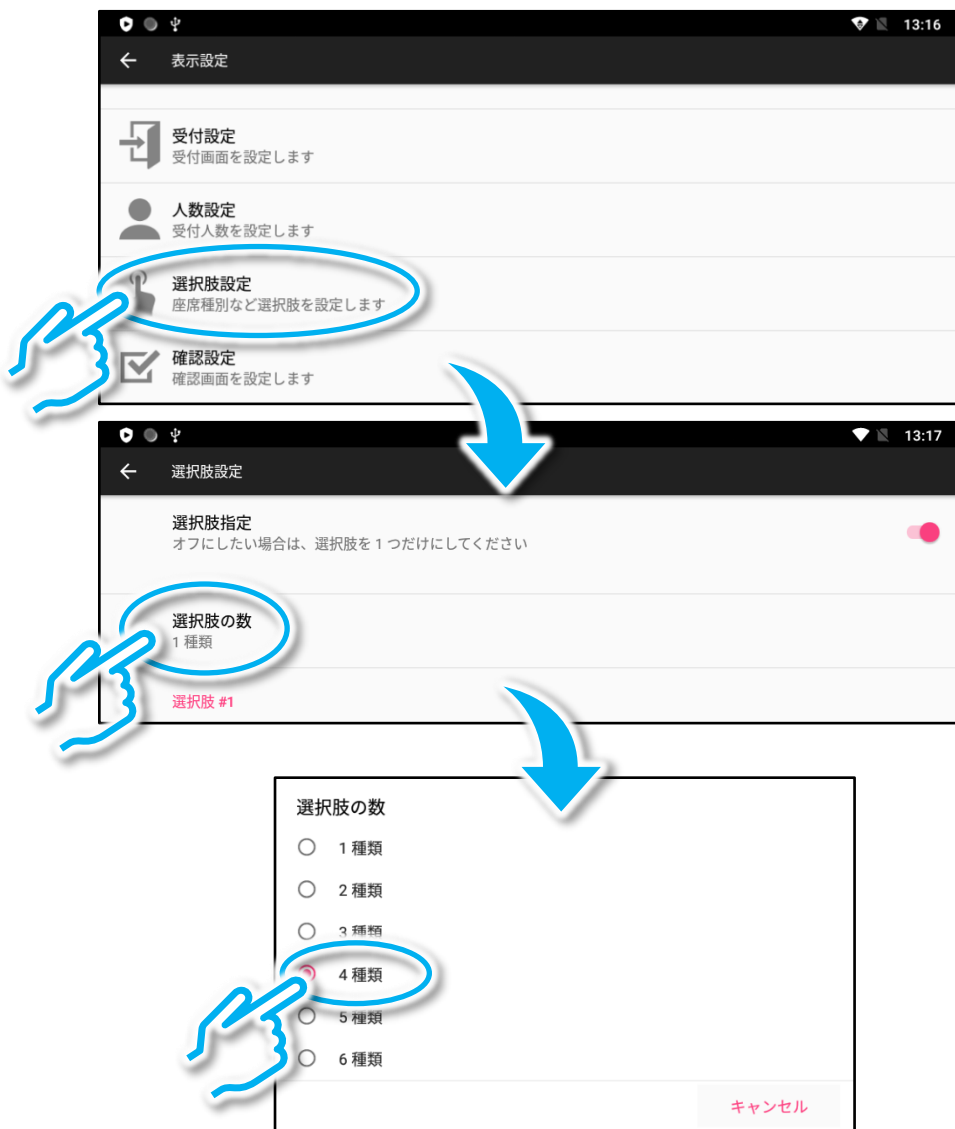 13:16
表示設定
受付設定
受付画面を設定します
人数設定
受付人数を設定します
選択肢設定
座席種別など選択肢を設定します
確認設定
確認画面を設定します
13:17
選択肢設定
選択肢指定
オフにしたい場合は、選択肢を1つだけにしてください
選択肢の数
1 種類
選択肢 #1
選択肢の数
1 種類
2 種類
3 種類
4 種類
5 種類
6 種類
キャンセル